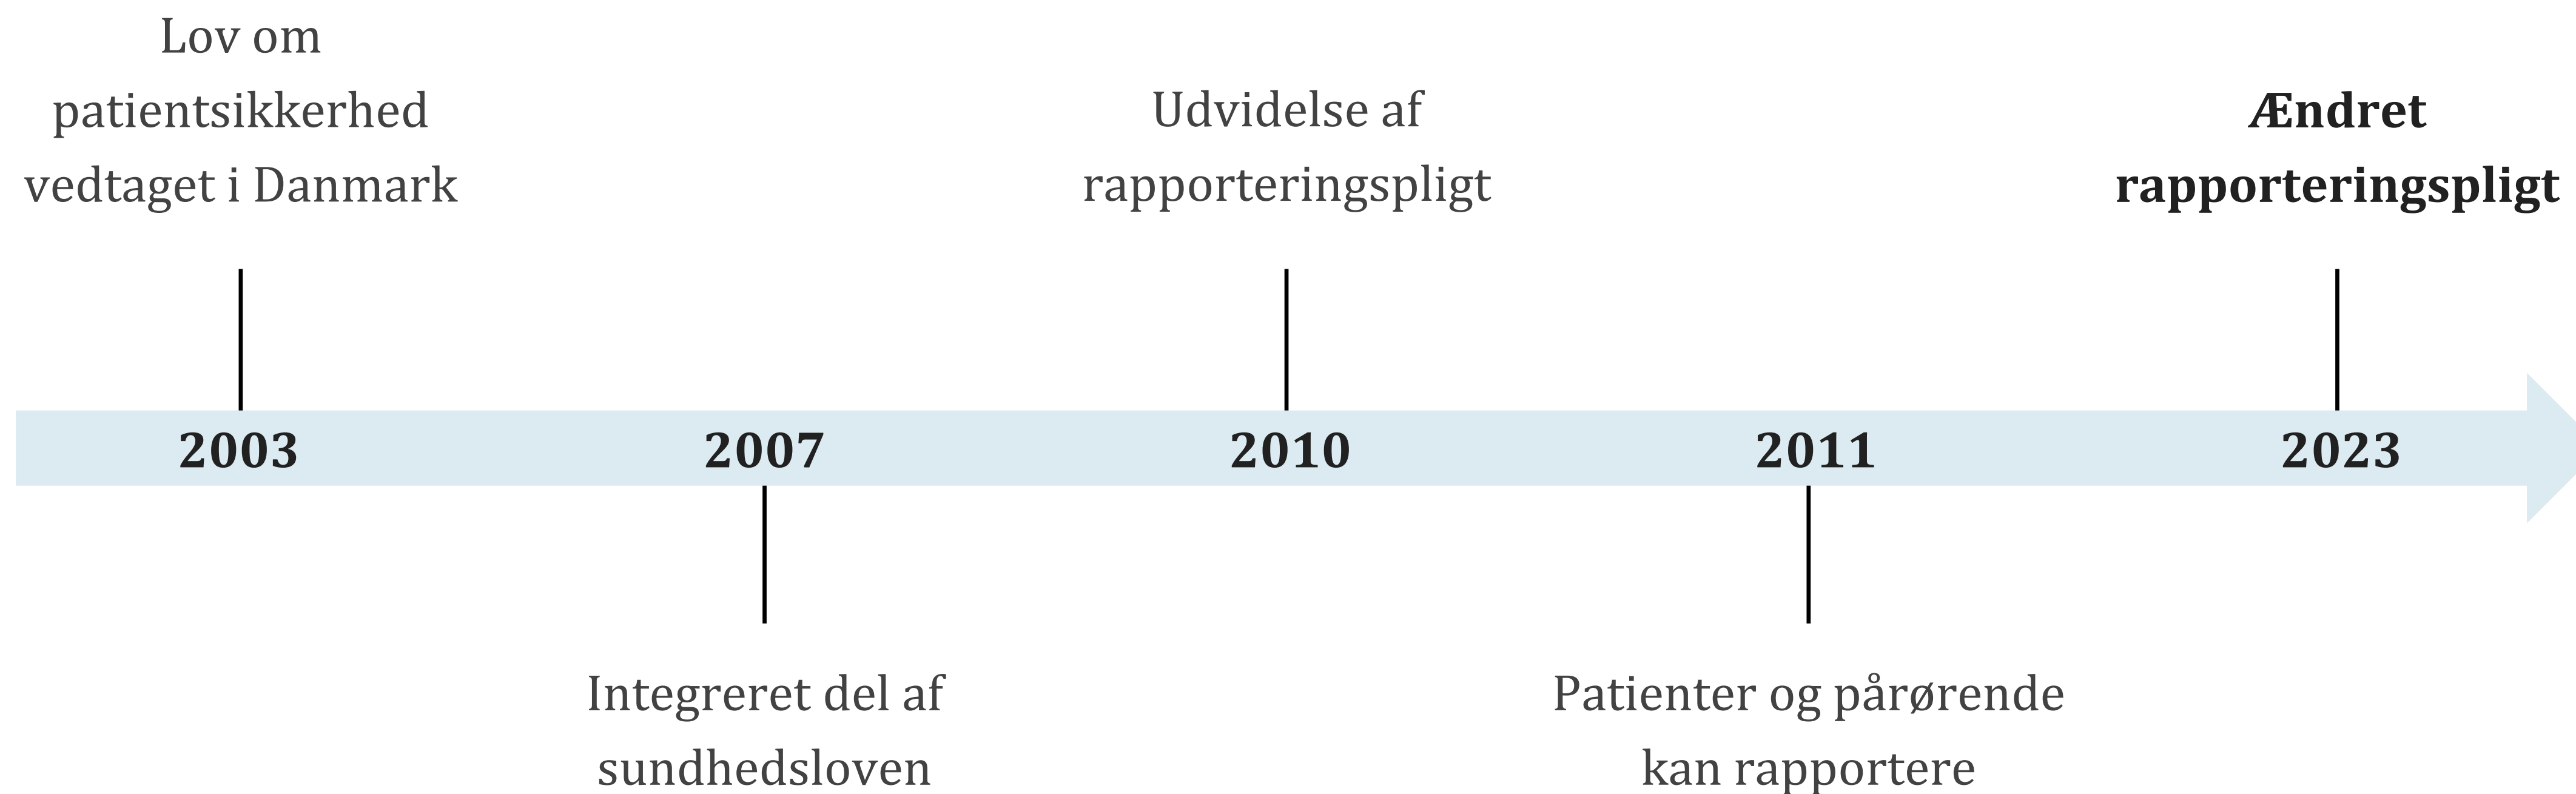 Lov om
patientsikkerhed
vedtaget i Danmark
Udvidelse af
rapporteringspligt
Ændret
rapporteringspligt
2003
2007
2010
2011
2023
Integreret del af
sundhedsloven
Patienter og pårørende
kan rapportere